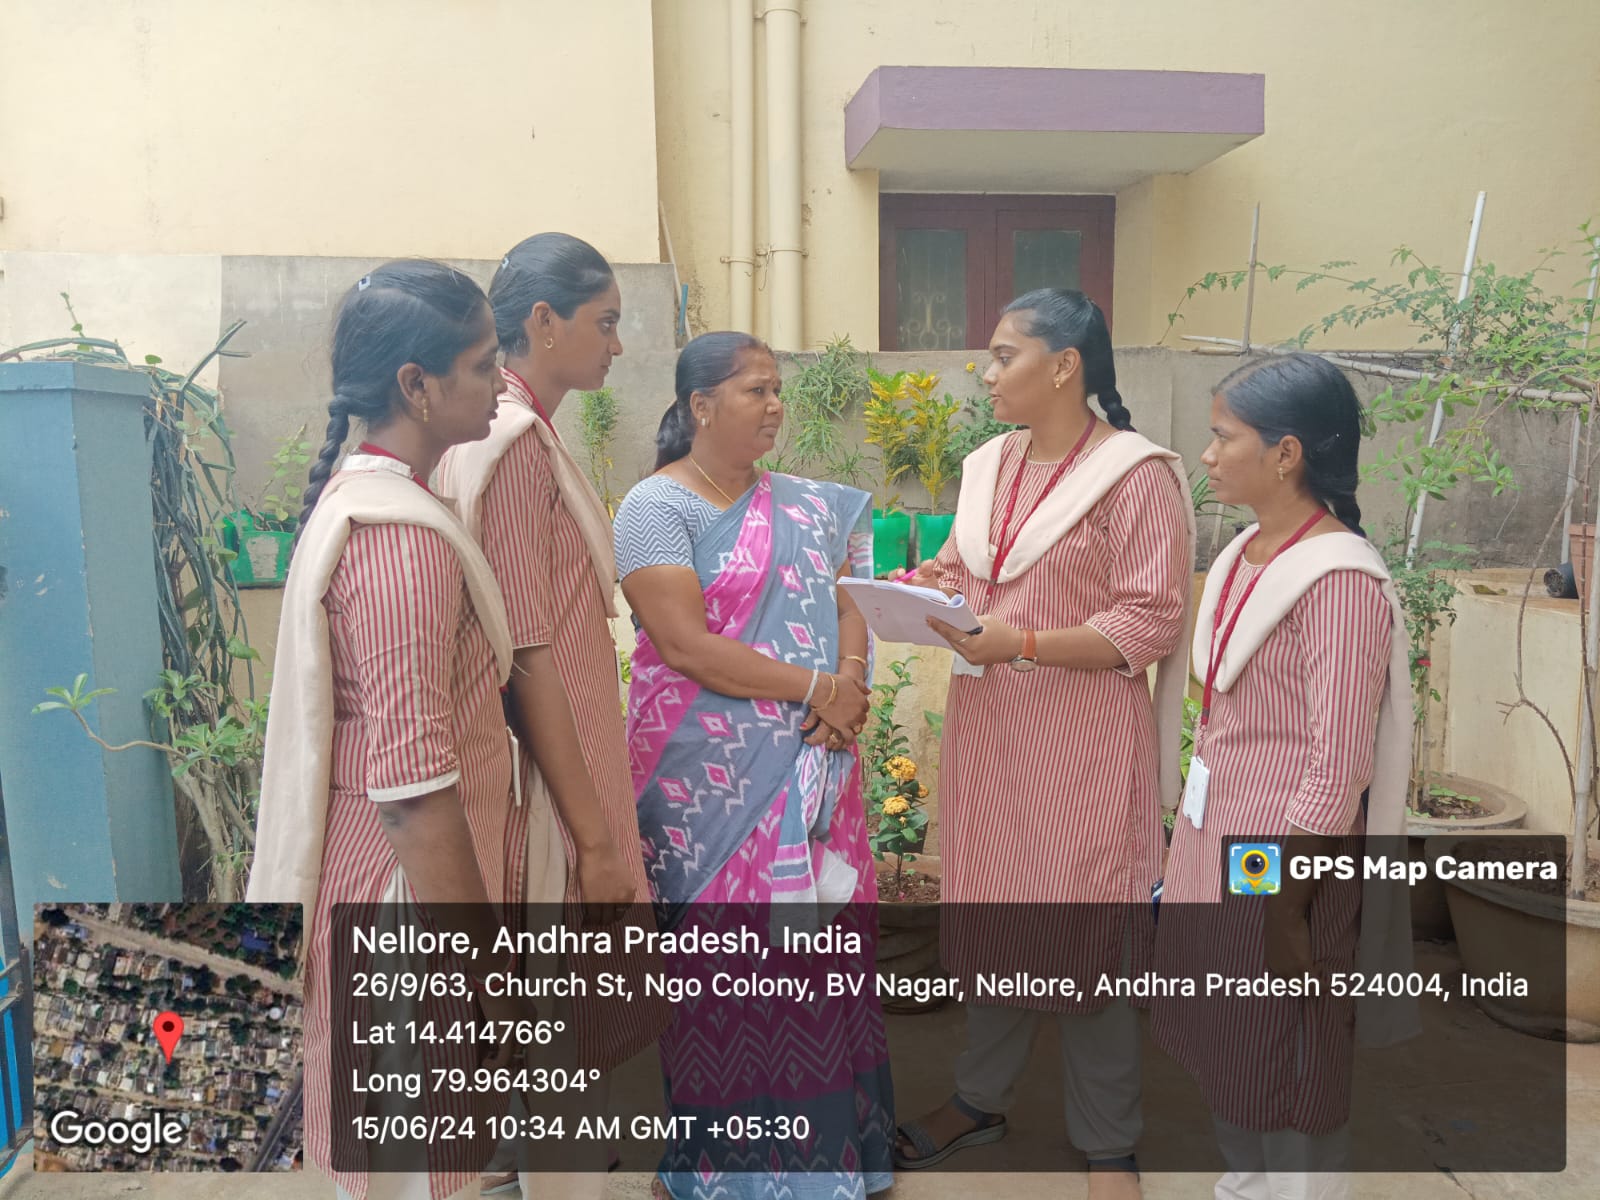 GPS Map Camera
Nellore, Andhra Pradesh, India
26/9/63, Church St, Ngo Colony, BV Nagar, Nellore, Andhra Pradesh 524004, India
Lat 14.414766°
Long 79.964304°
15/06/24 10:34 AM GMT +05:30
Google